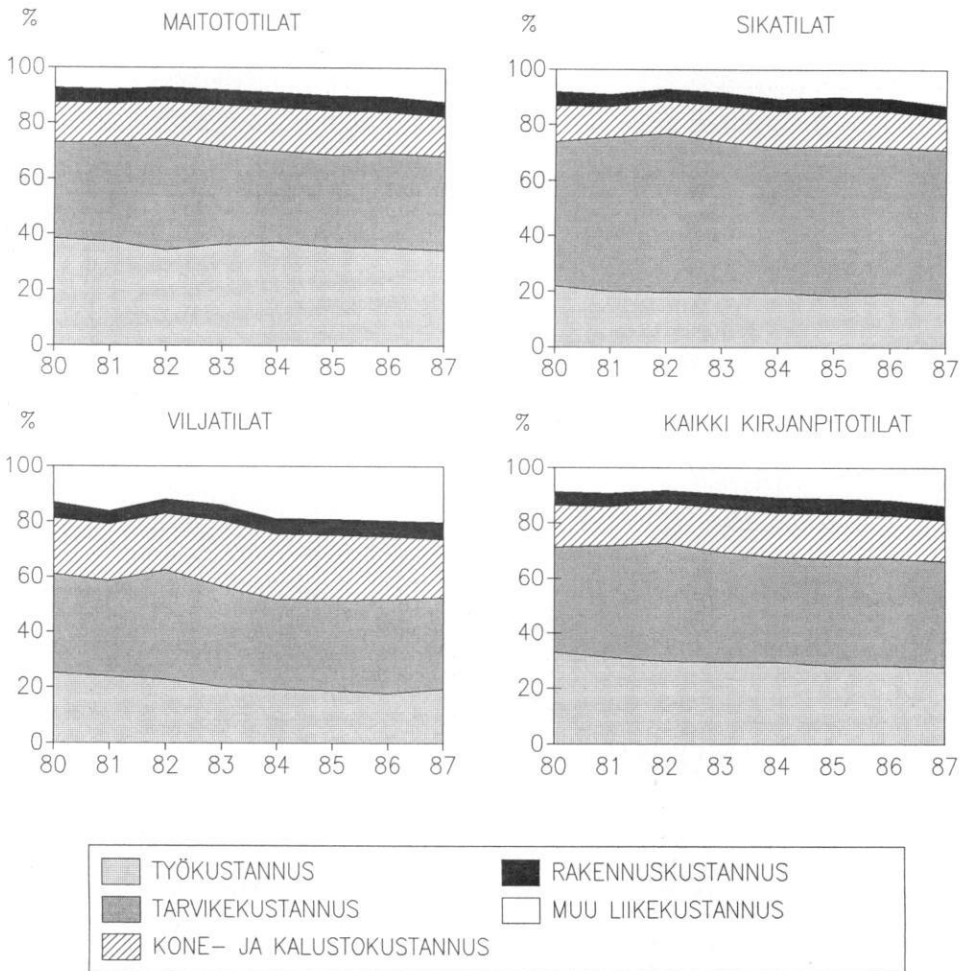 MAITOTOTILAT
SIKATILAT
%
100
80
60
40
20
0
80 81 82 83 84 85 86 87
%
100
80
60
40
20
0
80 81 82 83 84 85 86 87
VILJATILAT
KAIKKI KIRJANPITOTILAT
%
100
80
60
40
20
0
80 81 82 83 84 85 86 87
%
100
80
60
40
20
0
80 81 82 83 84 85 86 87
TYÖKUSTANNUS
TARVIKEKUSTANNUS
KONE– JA KALUSTOKUSTANNUS
RAKENNUSKUSTANNUS
MUU LIIKEKUSTANNUS